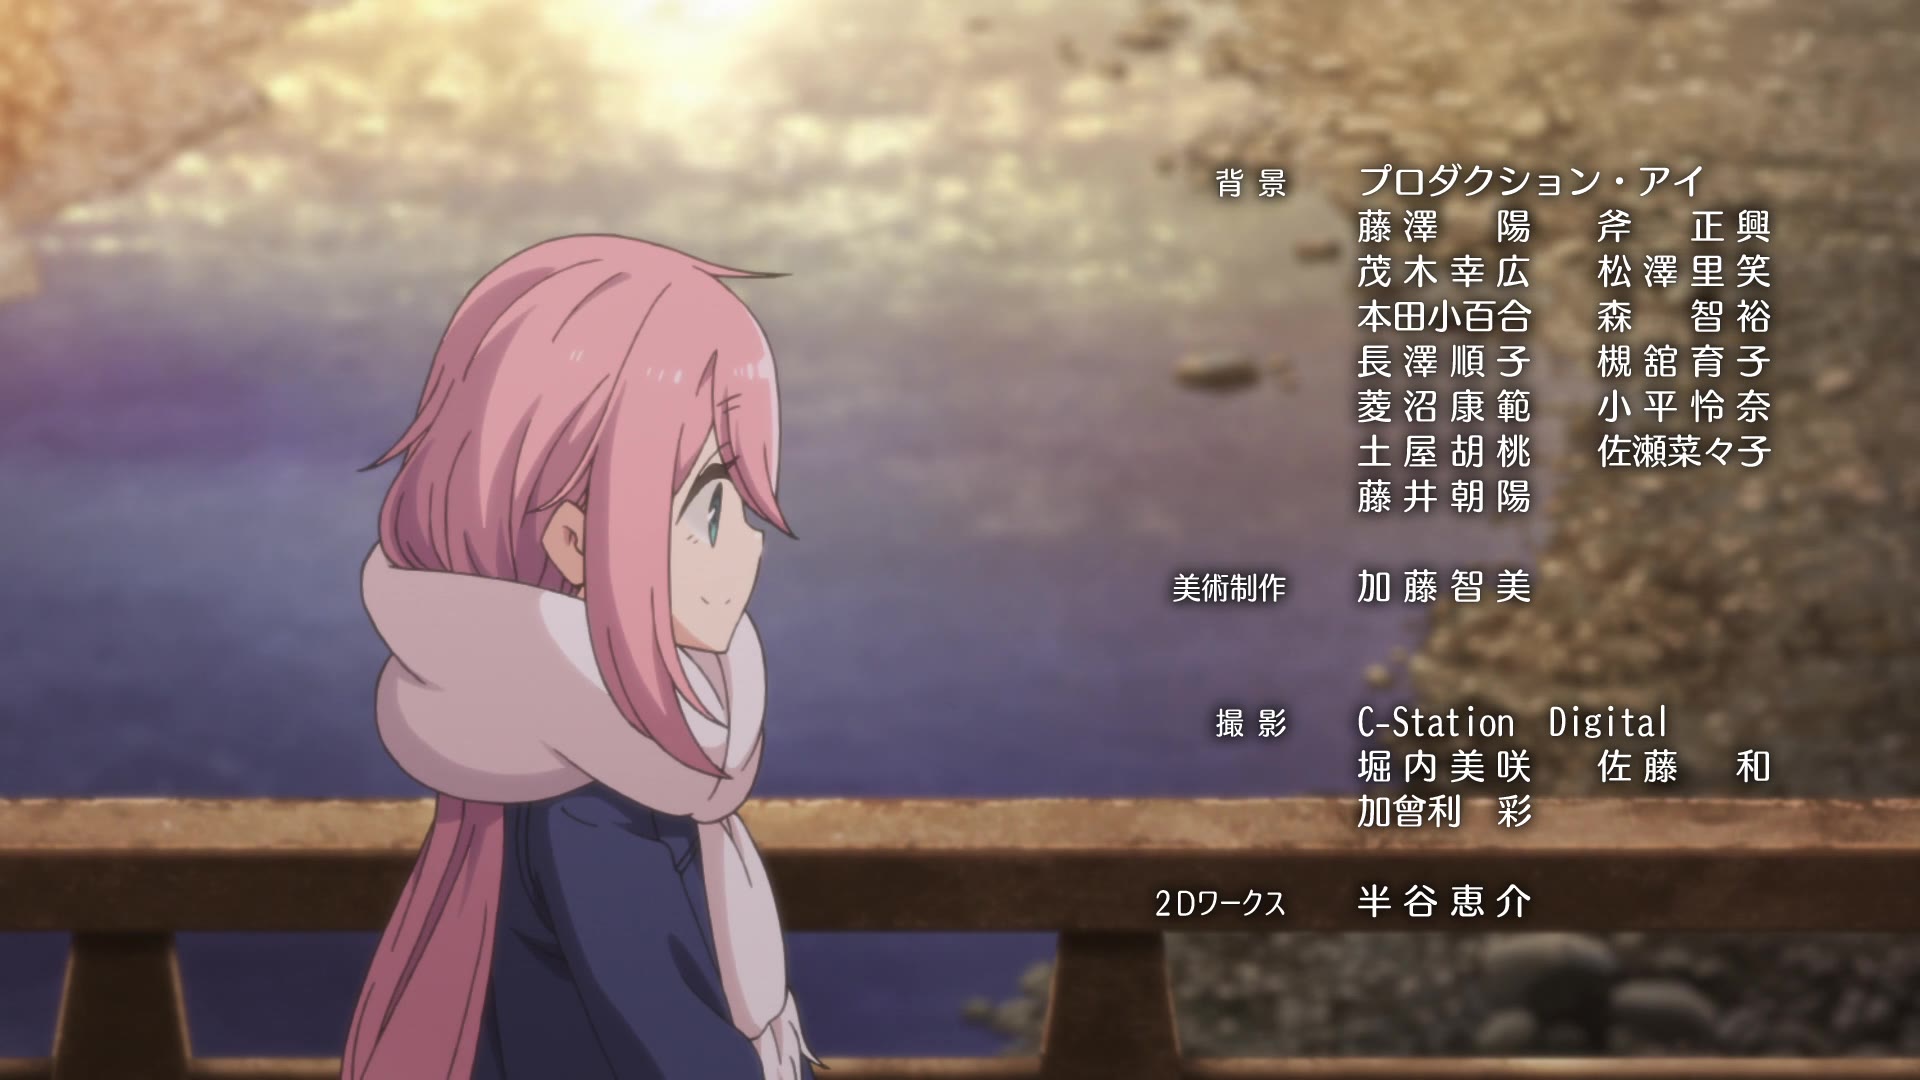 背景 プロダクション・アイ
藤澤 陽 斧 正興
茂木幸広 松澤里笑
本田小百合 森 智裕
長澤順子 槻舘育子
菱沼康範 小平怜奈
土屋胡桃 佐瀬菜々子
藤井朝陽
美術制作 加藤智美
撮影 C-Station Digital
堀内美咲 佐藤 和
加曾利 彩
2Dワークス 半谷恵介